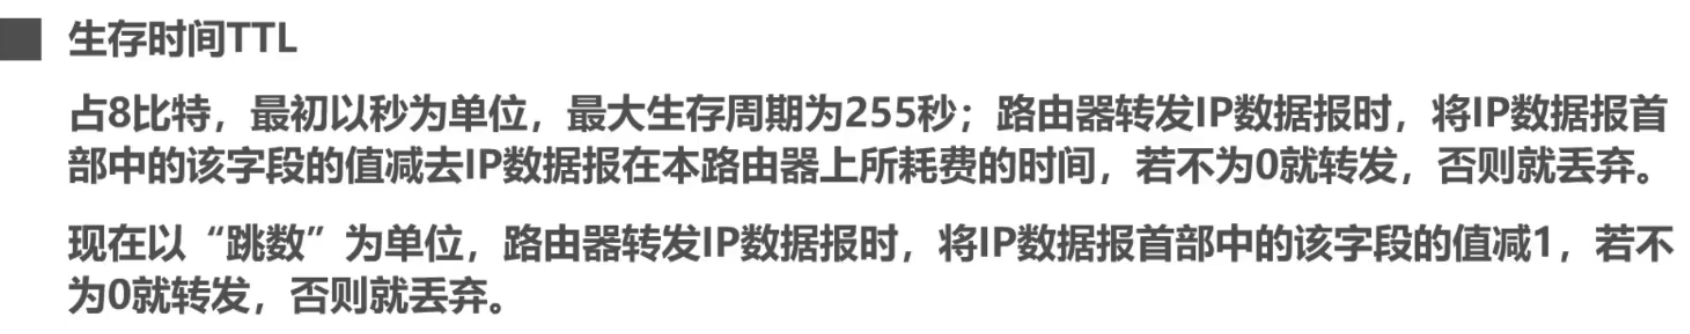 生存时间TTL
占8比特，最初以秒为单位，最大生存周期为255秒；路由器转发IP数据报时，将IP数据报首
部中的该字段的值减去IP数据报在本路由器上所耗费的时间，若不为0就转发，否则就丢弃。
现在以“跳数”为单位，路由器转发IP数据报时，将IP数据报首部中的该字段的值减1，若不
为0就转发，否则就丢弃。